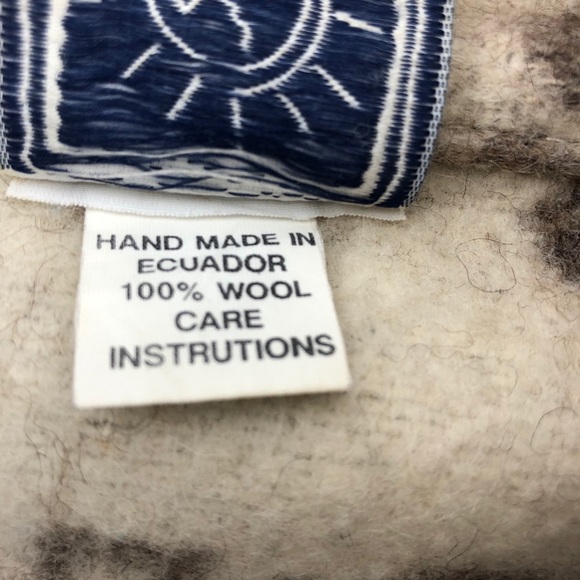 HAND MADE IN
ECUADOR
100% WOOL
CARE
INSTRUTIONS